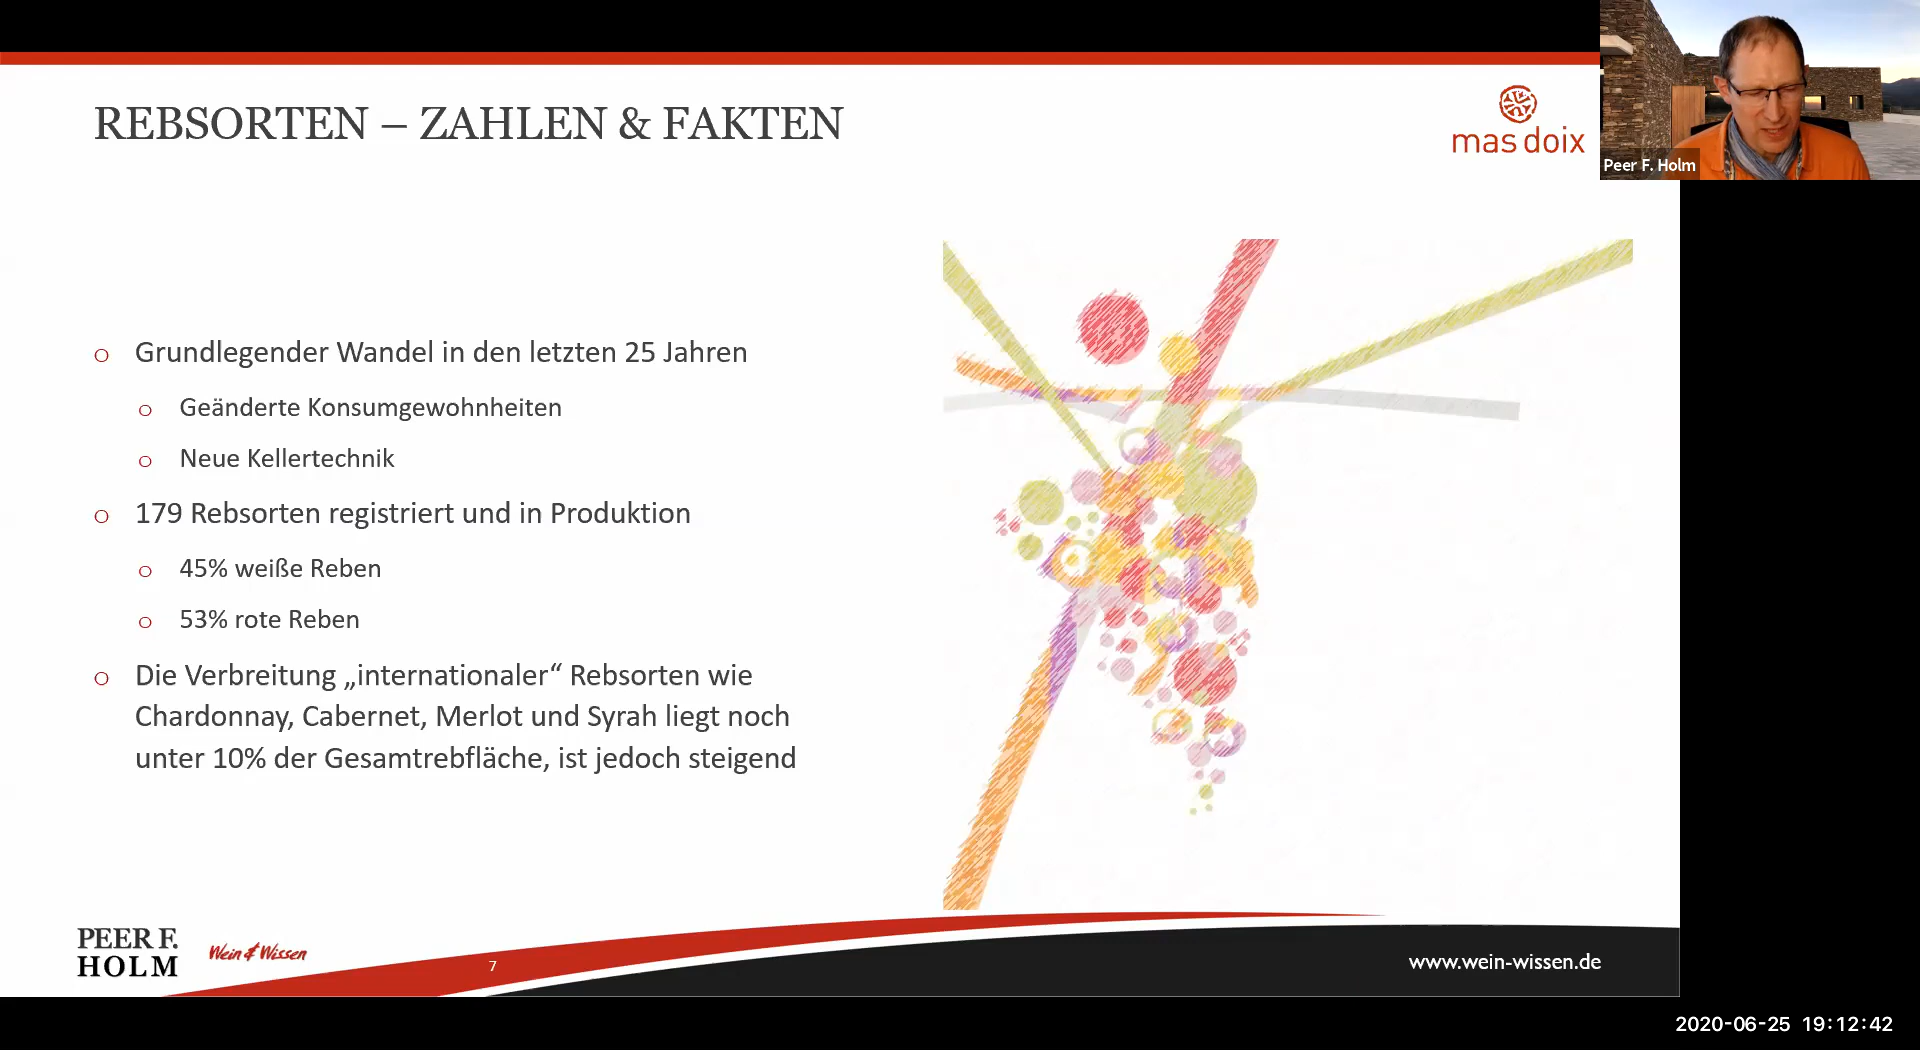 REBSORTEN – ZAHLEN & FAKTEN
mas doix
Peer F. Holm
o Grundlegender Wandel in den letzten 25 Jahren
o Geänderte Konsumgewohnheiten
o Neue Kellertechnik
o 179 Rebsorten registriert und in Produktion
o 45% weiße Reben
o 53% rote Reben
o Die Verbreitung „internationaler“ Rebsorten wie
Chardonnay, Cabernet, Merlot und Syrah liegt noch
unter 10% der Gesamtrebfläche, ist jedoch steigend
PEER F.
HOLM
Wein & Wissen
7
www.wein-wissen.de
2020-06-25 19:12:42